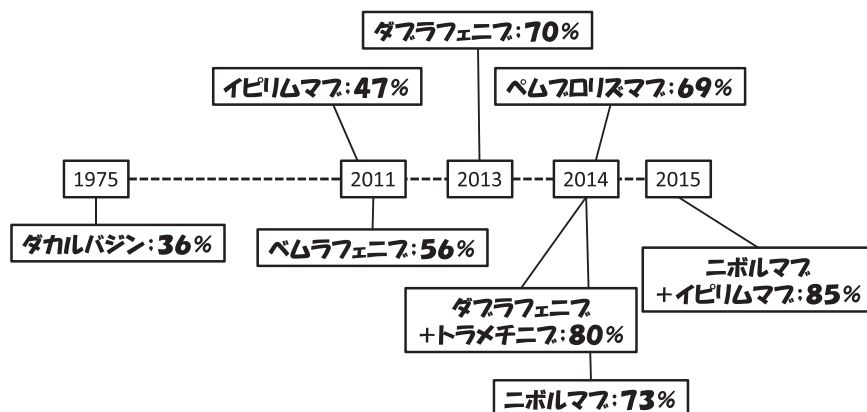 ダブラフェニブ：70%
イピリムマブ：47%
ペムブロリズマブ：69%
1975
2011
2013
2014
2015
ダカルバジン：36%
ベムラフェニブ：56%
ニボルマブ
＋イピリムマブ：85%
ダブラフェニブ
＋トラメチニブ：80%
ニボルマブ：73%